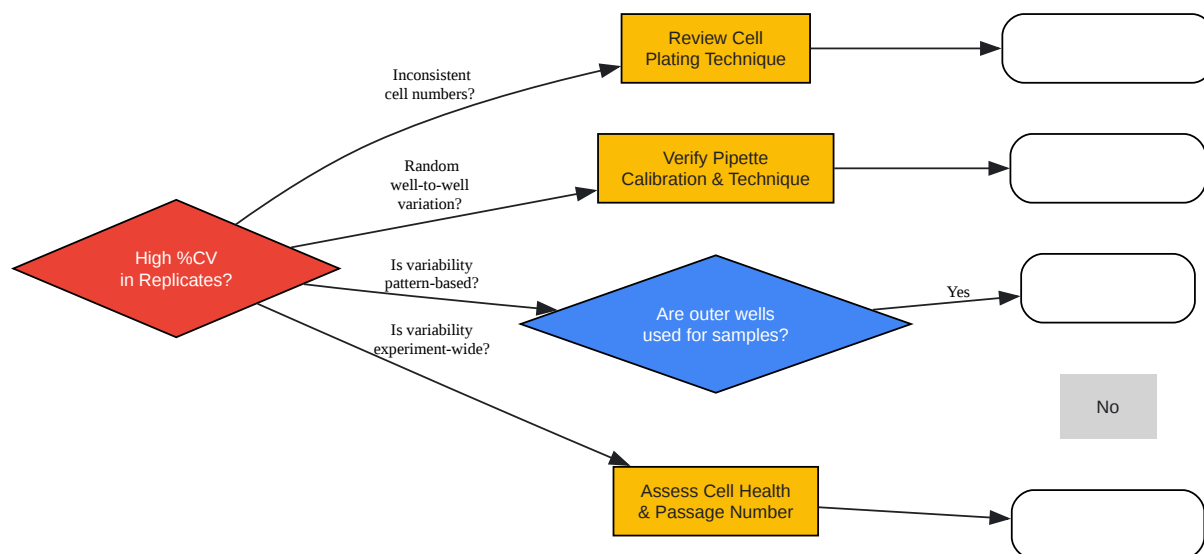 Review Cell
Plating Technique
Inconsistent
cell numbers?
Verify Pipette
Calibration & Technique
Random
well-to-well
variation?
High %CV
in Replicates?
Is variability
pattern-based?
Are outer wells
used for samples?
Yes
Is variability
experiment-wide?
No
Assess Cell Health
& Passage Number